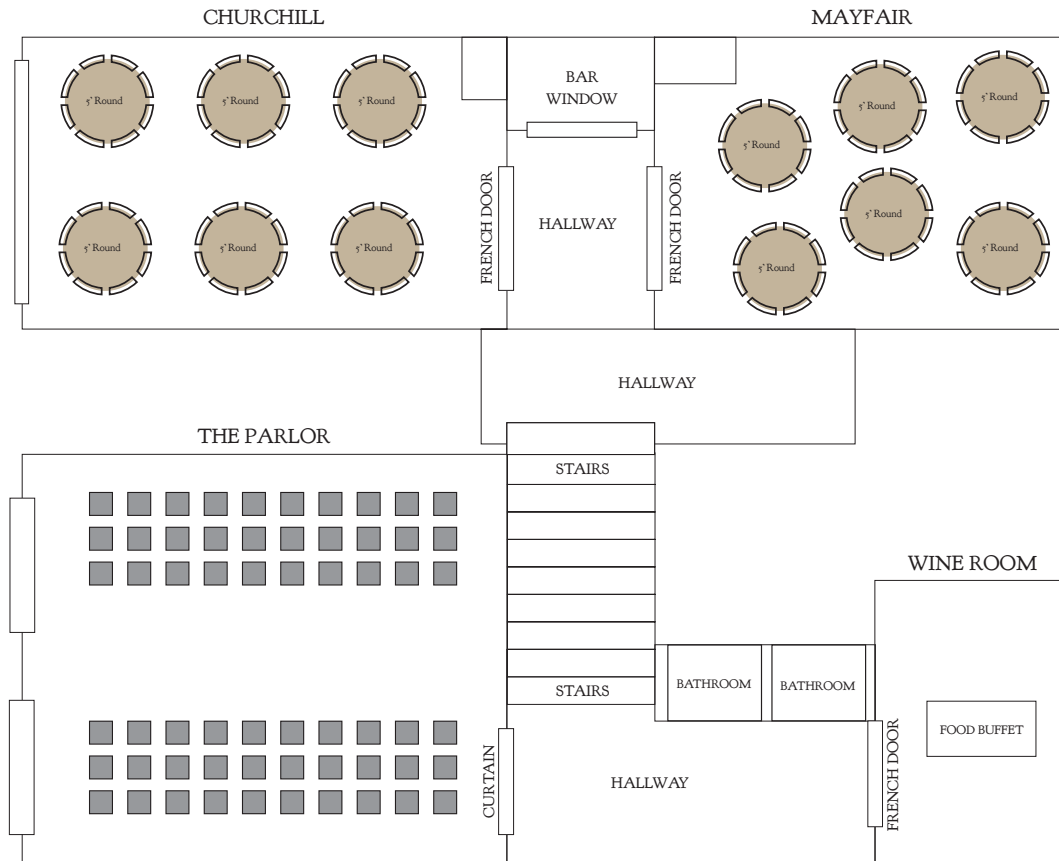 CHURCHILL
MAYFAIR
5' Round
5' Round
5' Round
BAR
WINDOW
5' Round
5' Round
5' Round
5' Round
5' Round
5' Round
5' Round
FRENCH DOOR
HALLWAY
FRENCH DOOR
5' Round
5' Round
HALLWAY
THE PARLOR
STAIRS
WINE ROOM
BATHROOM
BATHROOM
STAIRS
FOOD BUFFET
CURTAIN
HALLWAY
FRENCH DOOR